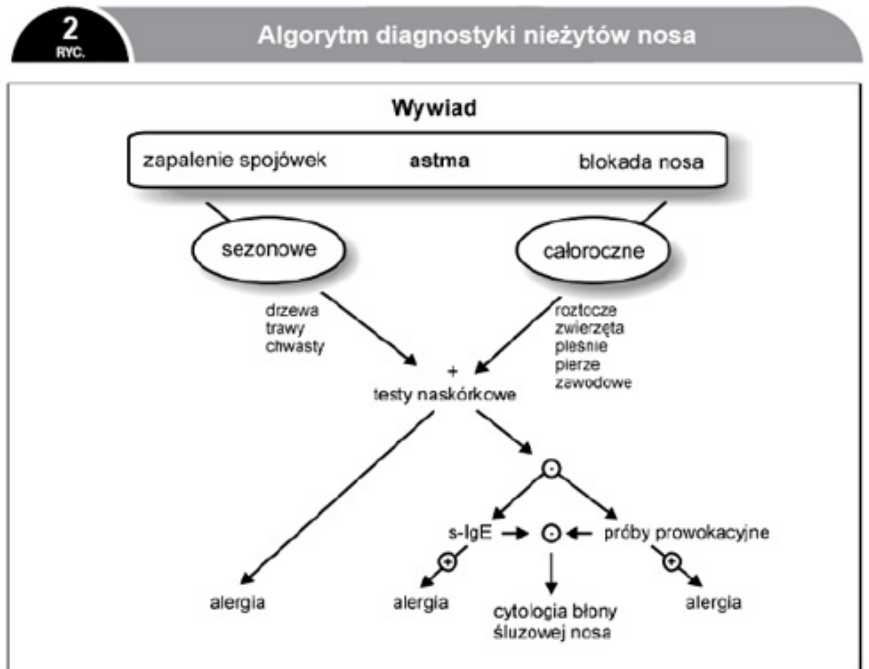 2
RYC.
Algorytm diagnostyki nieżytów nosa
Wywiad
zapalenie spojówek astma blokada nosa
sezonowe
całoroczne
drzewa
trawy
chwasty
roztocze
zwierzęta
pleśnie
pierze
zawodowe
+
testy naskórkowe
-
s-IgE
-
próby prowokacyjne
+
+
alergia
alergia
cytologia błony
śluzowej nosa
alergia